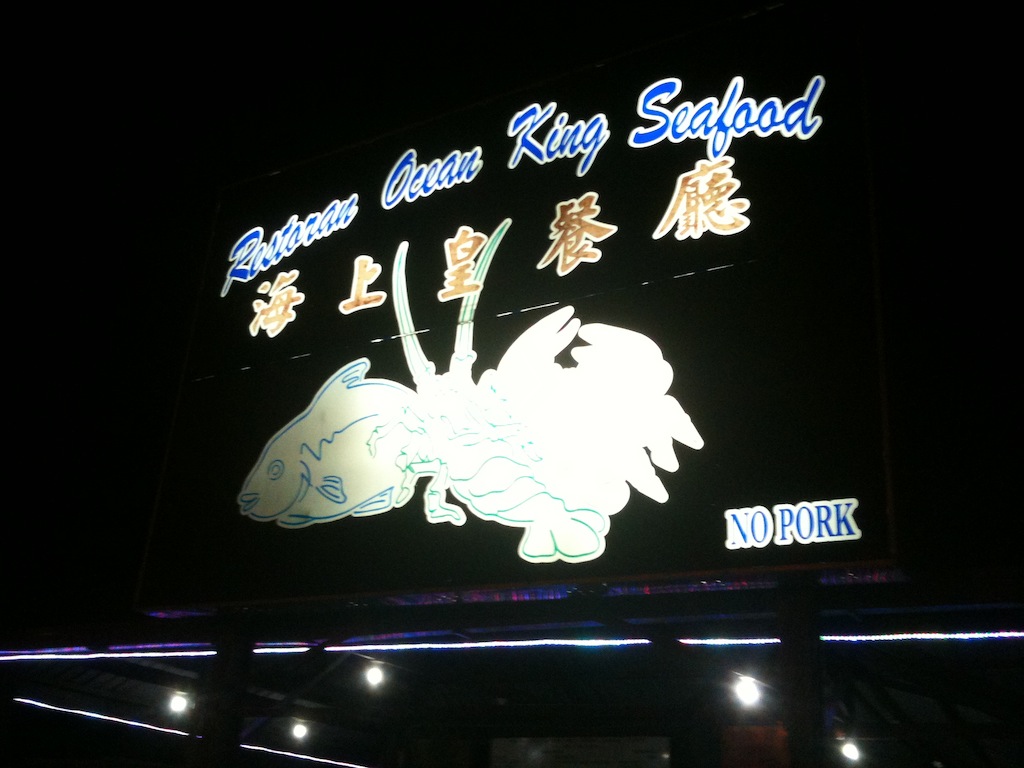 Restoran Ocean King Seafood
海上皇餐廳
NO PORK